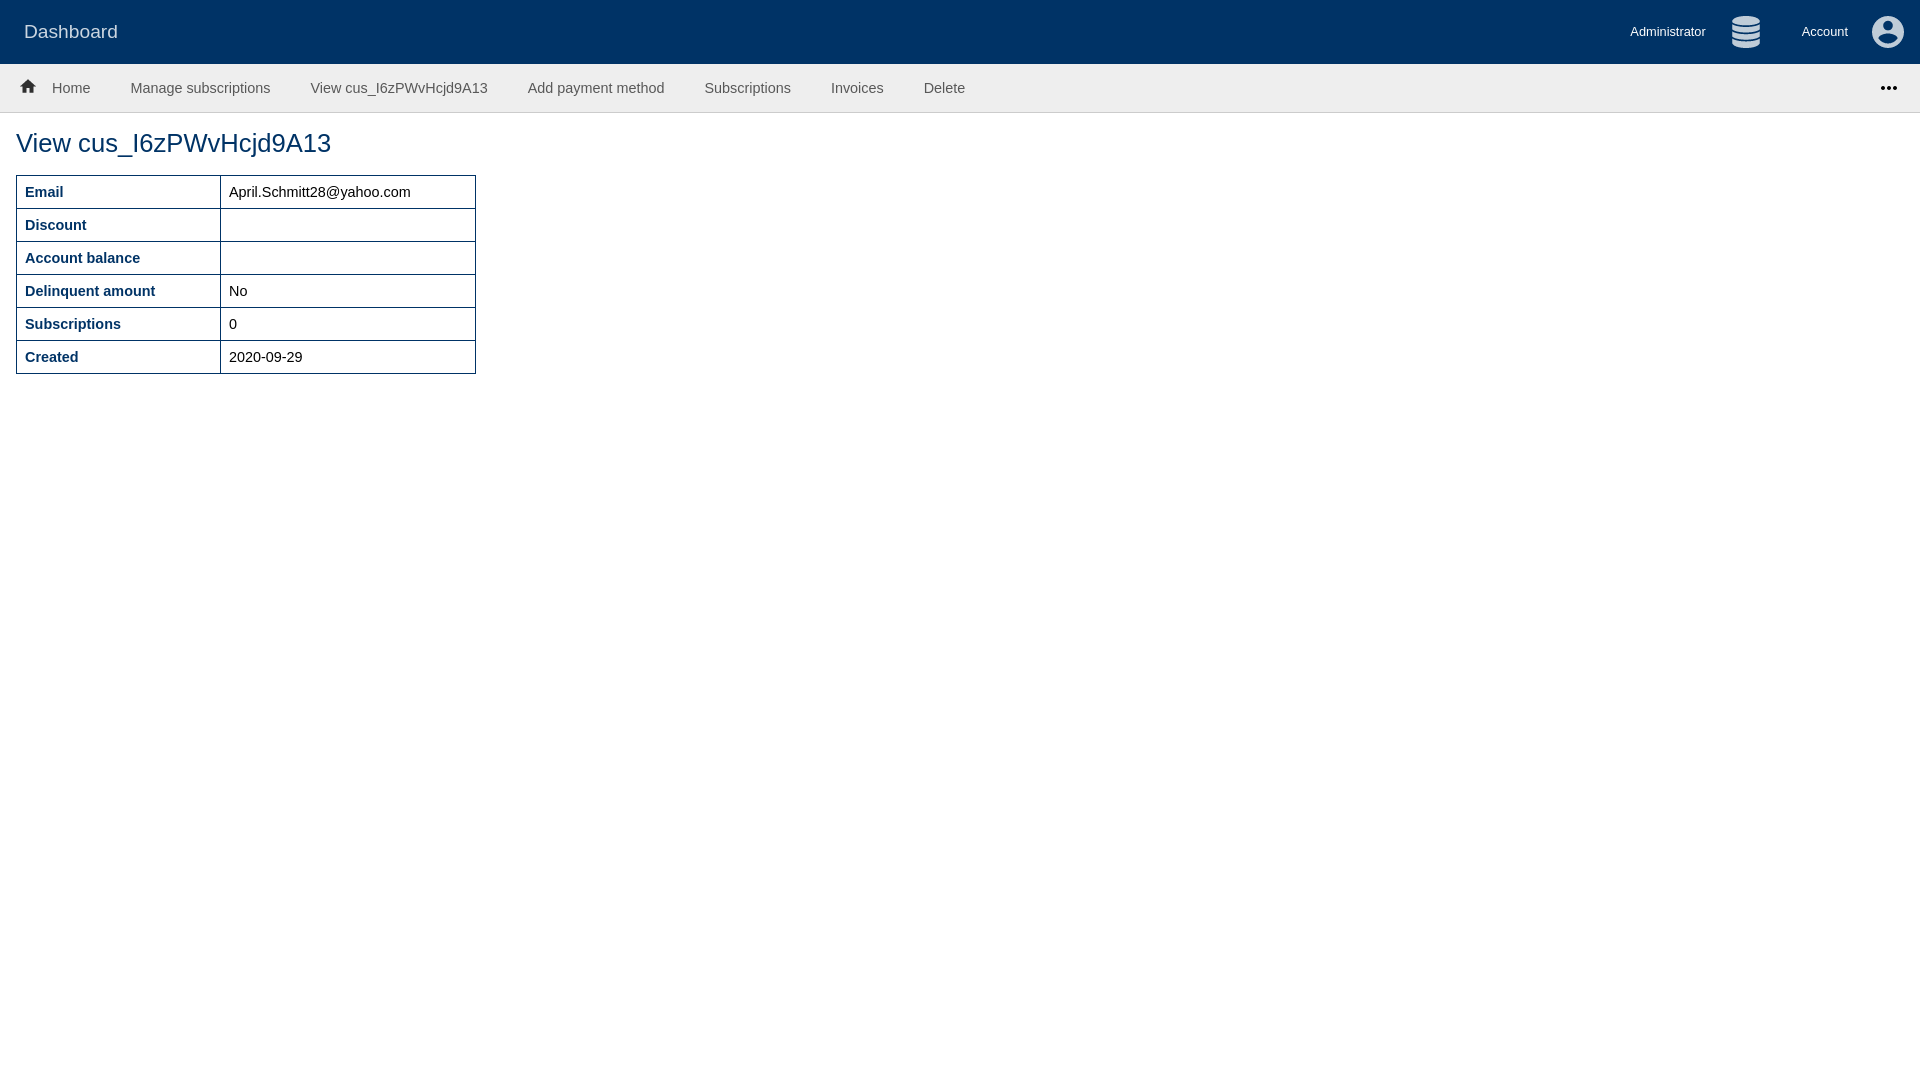 Dashboard
Administrator
Account
Home
Manage subscriptions
View cus_I6zPWvHcjd9A13
Add payment method
Subscriptions
Invoices
Delete
View cus_I6zPWvHcjd9A13
Email April.Schmitt28@yahoo.com
Discount
Account balance
Delinquent amount No
Subscriptions 0
Created 2020-09-29